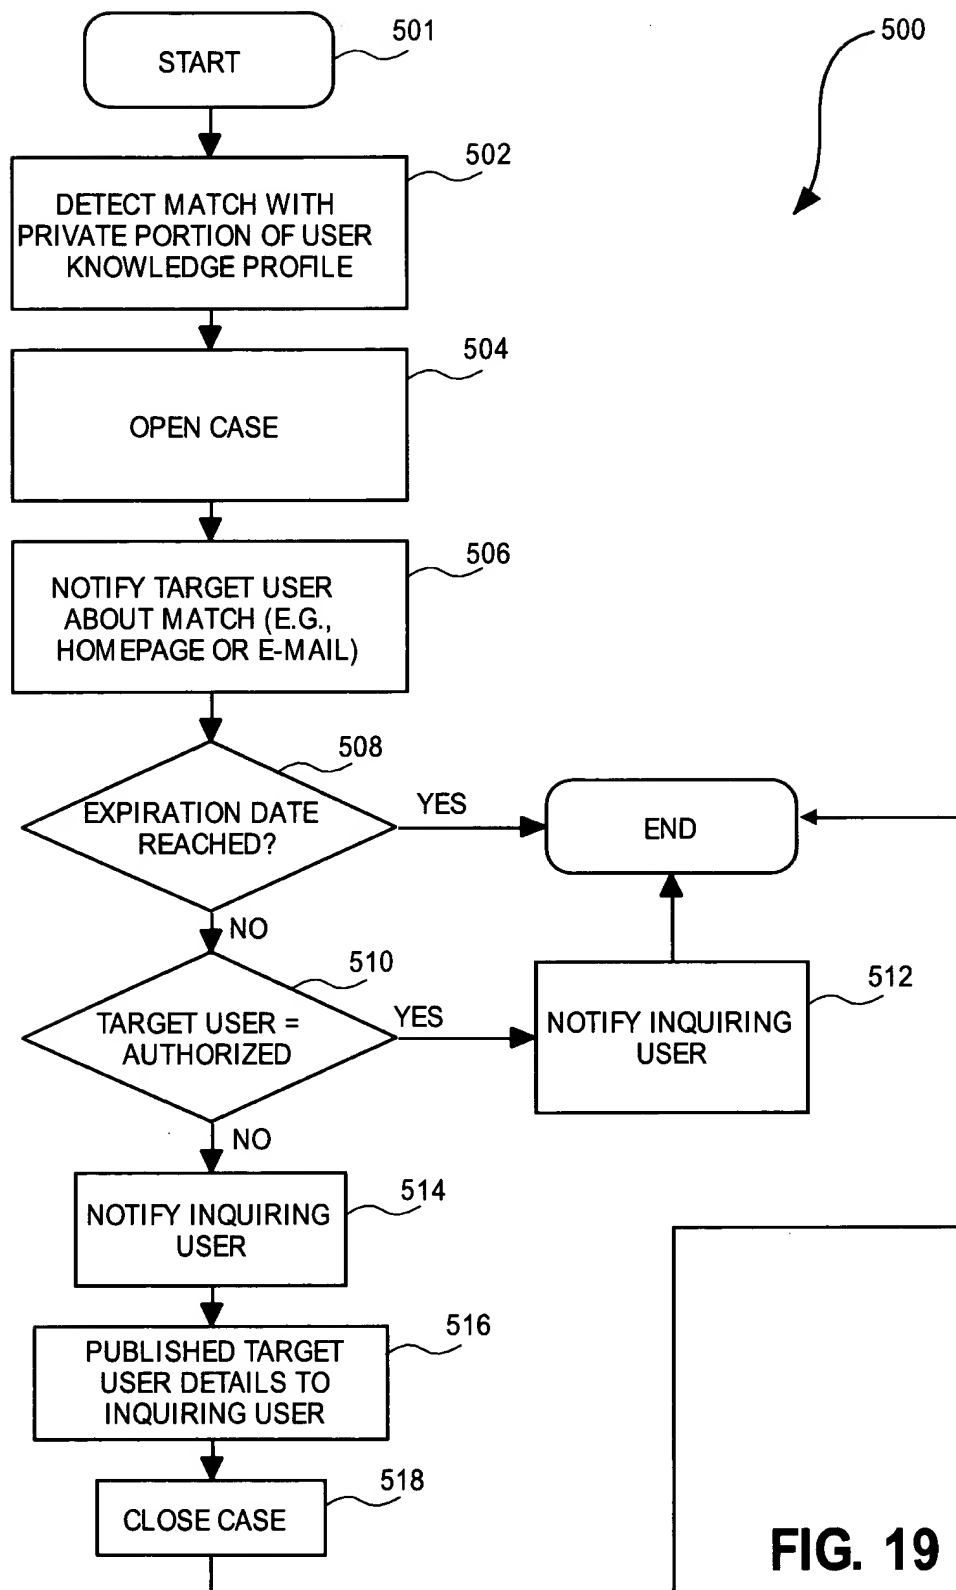 START
501
500
502
DETECT MATCH WITH
PRIVATE PORTION OF USER
KNOWLEDGE PROFILE
504
OPEN CASE
506
NOTIFY TARGET USER
ABOUT MATCH (E.G.,
HOMEPAGE OR E-MAIL)
508
EXPIRATION DATE
REACHED?
YES
END
NO
510
TARGET USER =
AUTHORIZED
YES
512
NOTIFY INQUIRING
USER
NO
514
NOTIFY INQUIRING
USER
516
PUBLISHED TARGET
USER DETAILS TO
INQUIRING USER
518
CLOSE CASE
FIG. 19